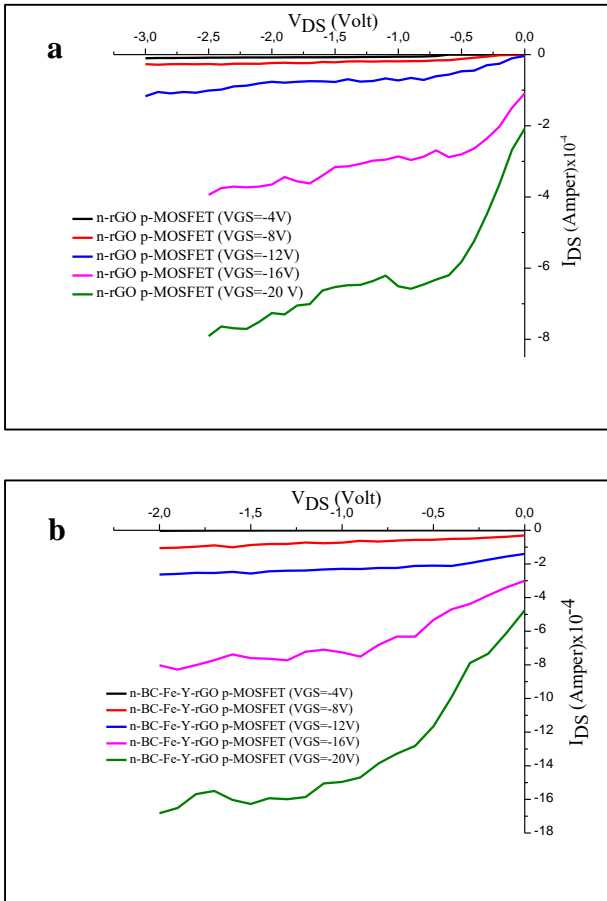 a
V_DS (Volt)
-3,0 -2,5 -2,0 -1,5 -1,0 -0,5 0,0
0
-2
-4
-6
-8
I_DS (Amper)x10^-4
n-rGO p-MOSFET (VGS=-4V)
n-rGO p-MOSFET (VGS=-8V)
n-rGO p-MOSFET (VGS=-12V)
n-rGO p-MOSFET (VGS=-16V)
n-rGO p-MOSFET (VGS=-20 V)
b
V_DS (Volt)
-2,0 -1,5 -1,0 -0,5 0,0
0
-2
-4
-6
-8
-10
-12
-14
-16
-18
I_DS (Amper)x10-4
n-BC-Fe-Y-rGO p-MOSFET (VGS=-4V)
n-BC-Fe-Y-rGO p-MOSFET (VGS=-8V)
n-BC-Fe-Y-rGO p-MOSFET (VGS=-12V)
n-BC-Fe-Y-rGO p-MOSFET (VGS=-16V)
n-BC-Fe-Y-rGO p-MOSFET (VGS=-20V)